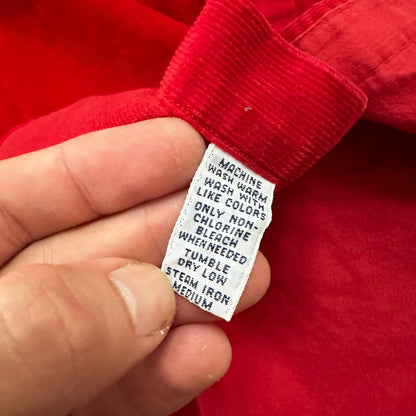 MACHINE
WASH WARM
WASH WITH
LIKE COLORS
ONLY NON-
CHLORINE
BLEACH
WHEN NEEDED
TUMBLE
DRY LOW
STEAM IRON
MEDIUM